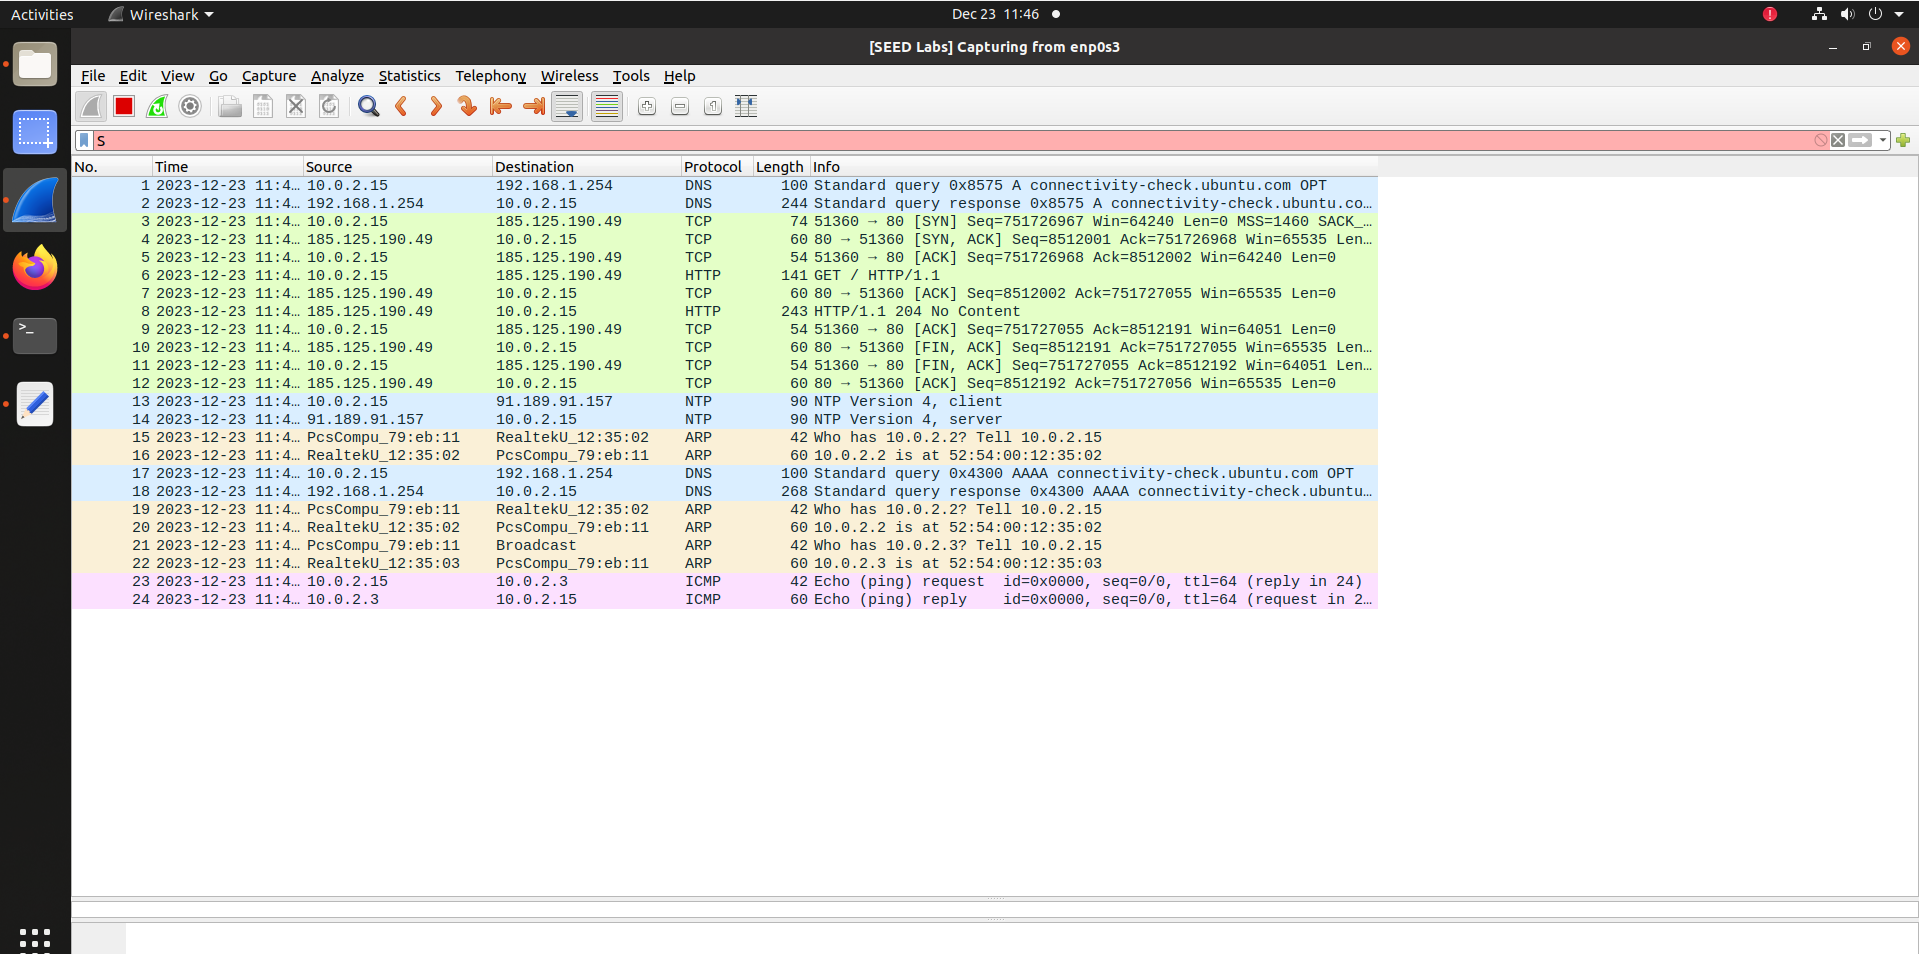 Activities Wireshark Dec 23 11:46
[SEED Labs] Capturing from enp0s3
File Edit View Go Capture Analyze Statistics Telephony Wireless Tools Help
S
No. Time Source Destination Protocol Length Info
1 2023-12-23 11:4… 10.0.2.15 192.168.1.254 DNS 100 Standard query 0x8575 A connectivity-check.ubuntu.com OPT
2 2023-12-23 11:4… 192.168.1.254 10.0.2.15 DNS 244 Standard query response 0x8575 A connectivity-check.ubuntu.co…
3 2023-12-23 11:4… 10.0.2.15 185.125.190.49 TCP 74 51360 → 80 [SYN] Seq=751726967 Win=64240 Len=0 MSS=1460 SACK_…
4 2023-12-23 11:4… 185.125.190.49 10.0.2.15 TCP 60 80 → 51360 [SYN, ACK] Seq=8512001 Ack=751726968 Win=65535 Len…
5 2023-12-23 11:4… 10.0.2.15 185.125.190.49 TCP 54 51360 → 80 [ACK] Seq=751726968 Ack=8512002 Win=64240 Len=0
6 2023-12-23 11:4… 10.0.2.15 185.125.190.49 HTTP 141 GET / HTTP/1.1
7 2023-12-23 11:4… 185.125.190.49 10.0.2.15 TCP 60 80 → 51360 [ACK] Seq=8512002 Ack=751727055 Win=65535 Len=0
8 2023-12-23 11:4… 185.125.190.49 10.0.2.15 HTTP 243 HTTP/1.1 204 No Content
9 2023-12-23 11:4… 10.0.2.15 185.125.190.49 TCP 54 51360 → 80 [ACK] Seq=751727055 Ack=8512191 Win=64051 Len=0
10 2023-12-23 11:4… 185.125.190.49 10.0.2.15 TCP 60 80 → 51360 [FIN, ACK] Seq=8512191 Ack=751727055 Win=65535 Len…
11 2023-12-23 11:4… 10.0.2.15 185.125.190.49 TCP 54 51360 → 80 [FIN, ACK] Seq=751727055 Ack=8512192 Win=64051 Len…
12 2023-12-23 11:4… 185.125.190.49 10.0.2.15 TCP 60 80 → 51360 [ACK] Seq=8512192 Ack=751727056 Win=65535 Len=0
13 2023-12-23 11:4… 10.0.2.15 91.189.91.157 NTP 90 NTP Version 4, client
14 2023-12-23 11:4… 91.189.91.157 10.0.2.15 NTP 90 NTP Version 4, server
15 2023-12-23 11:4… PcsCompu_79:eb:11 RealtekU_12:35:02 ARP 42 Who has 10.0.2.2? Tell 10.0.2.15
16 2023-12-23 11:4… RealtekU_12:35:02 PcsCompu_79:eb:11 ARP 60 10.0.2.2 is at 52:54:00:12:35:02
17 2023-12-23 11:4… 10.0.2.15 192.168.1.254 DNS 100 Standard query 0x4300 AAAA connectivity-check.ubuntu.com OPT
18 2023-12-23 11:4… 192.168.1.254 10.0.2.15 DNS 268 Standard query response 0x4300 AAAA connectivity-check.ubuntu…
19 2023-12-23 11:4… PcsCompu_79:eb:11 RealtekU_12:35:02 ARP 42 Who has 10.0.2.2? Tell 10.0.2.15
20 2023-12-23 11:4… RealtekU_12:35:02 PcsCompu_79:eb:11 ARP 60 10.0.2.2 is at 52:54:00:12:35:02
21 2023-12-23 11:4… PcsCompu_79:eb:11 Broadcast ARP 42 Who has 10.0.2.3? Tell 10.0.2.15
22 2023-12-23 11:4… RealtekU_12:35:03 PcsCompu_79:eb:11 ARP 60 10.0.2.3 is at 52:54:00:12:35:03
23 2023-12-23 11:4… 10.0.2.15 10.0.2.3 ICMP 42 Echo (ping) request id=0x0000, seq=0/0, ttl=64 (reply in 24)
24 2023-12-23 11:4… 10.0.2.3 10.0.2.15 ICMP 60 Echo (ping) reply id=0x0000, seq=0/0, ttl=64 (request in 2…